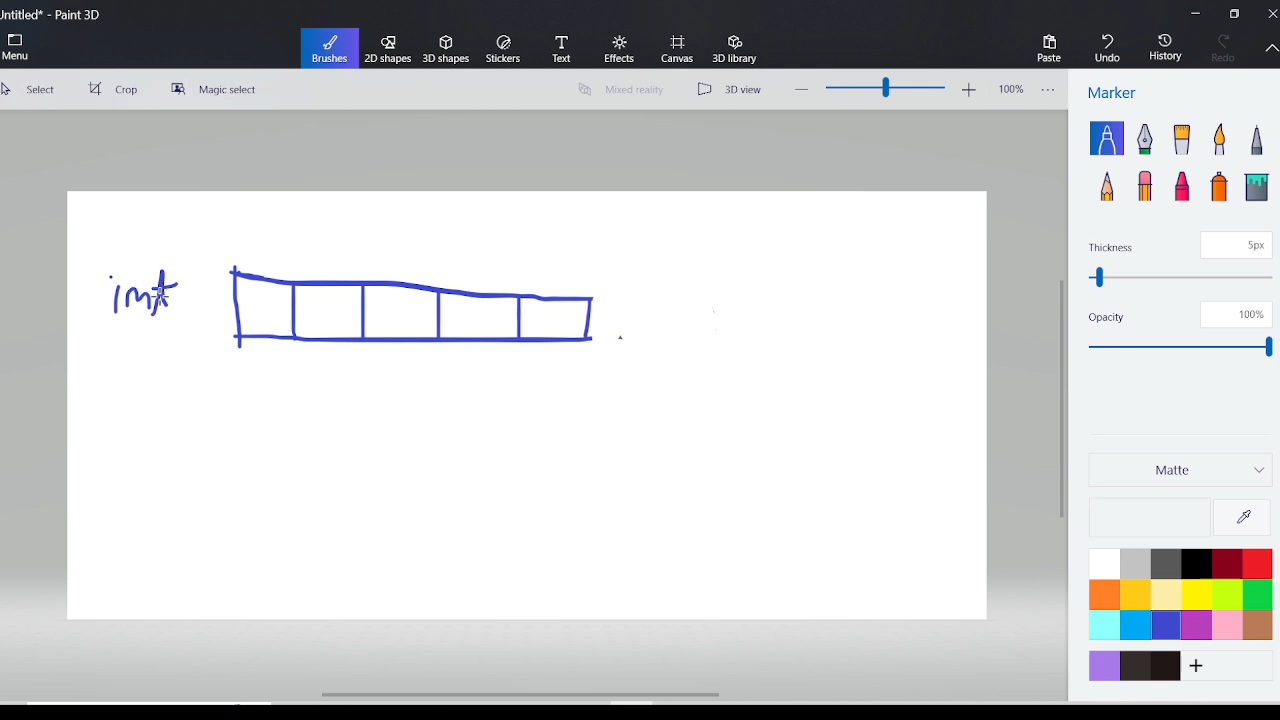 Untitled* - Paint 3D
Menu
Brushes
2D shapes
3D shapes
Stickers
Text
Effects
Canvas
3D library
Paste
Undo
History
Redo
Select
Crop
Magic select
Mixed reality
3D view
100%
Marker
Thickness
5px
Opacity
100%
Matte
int